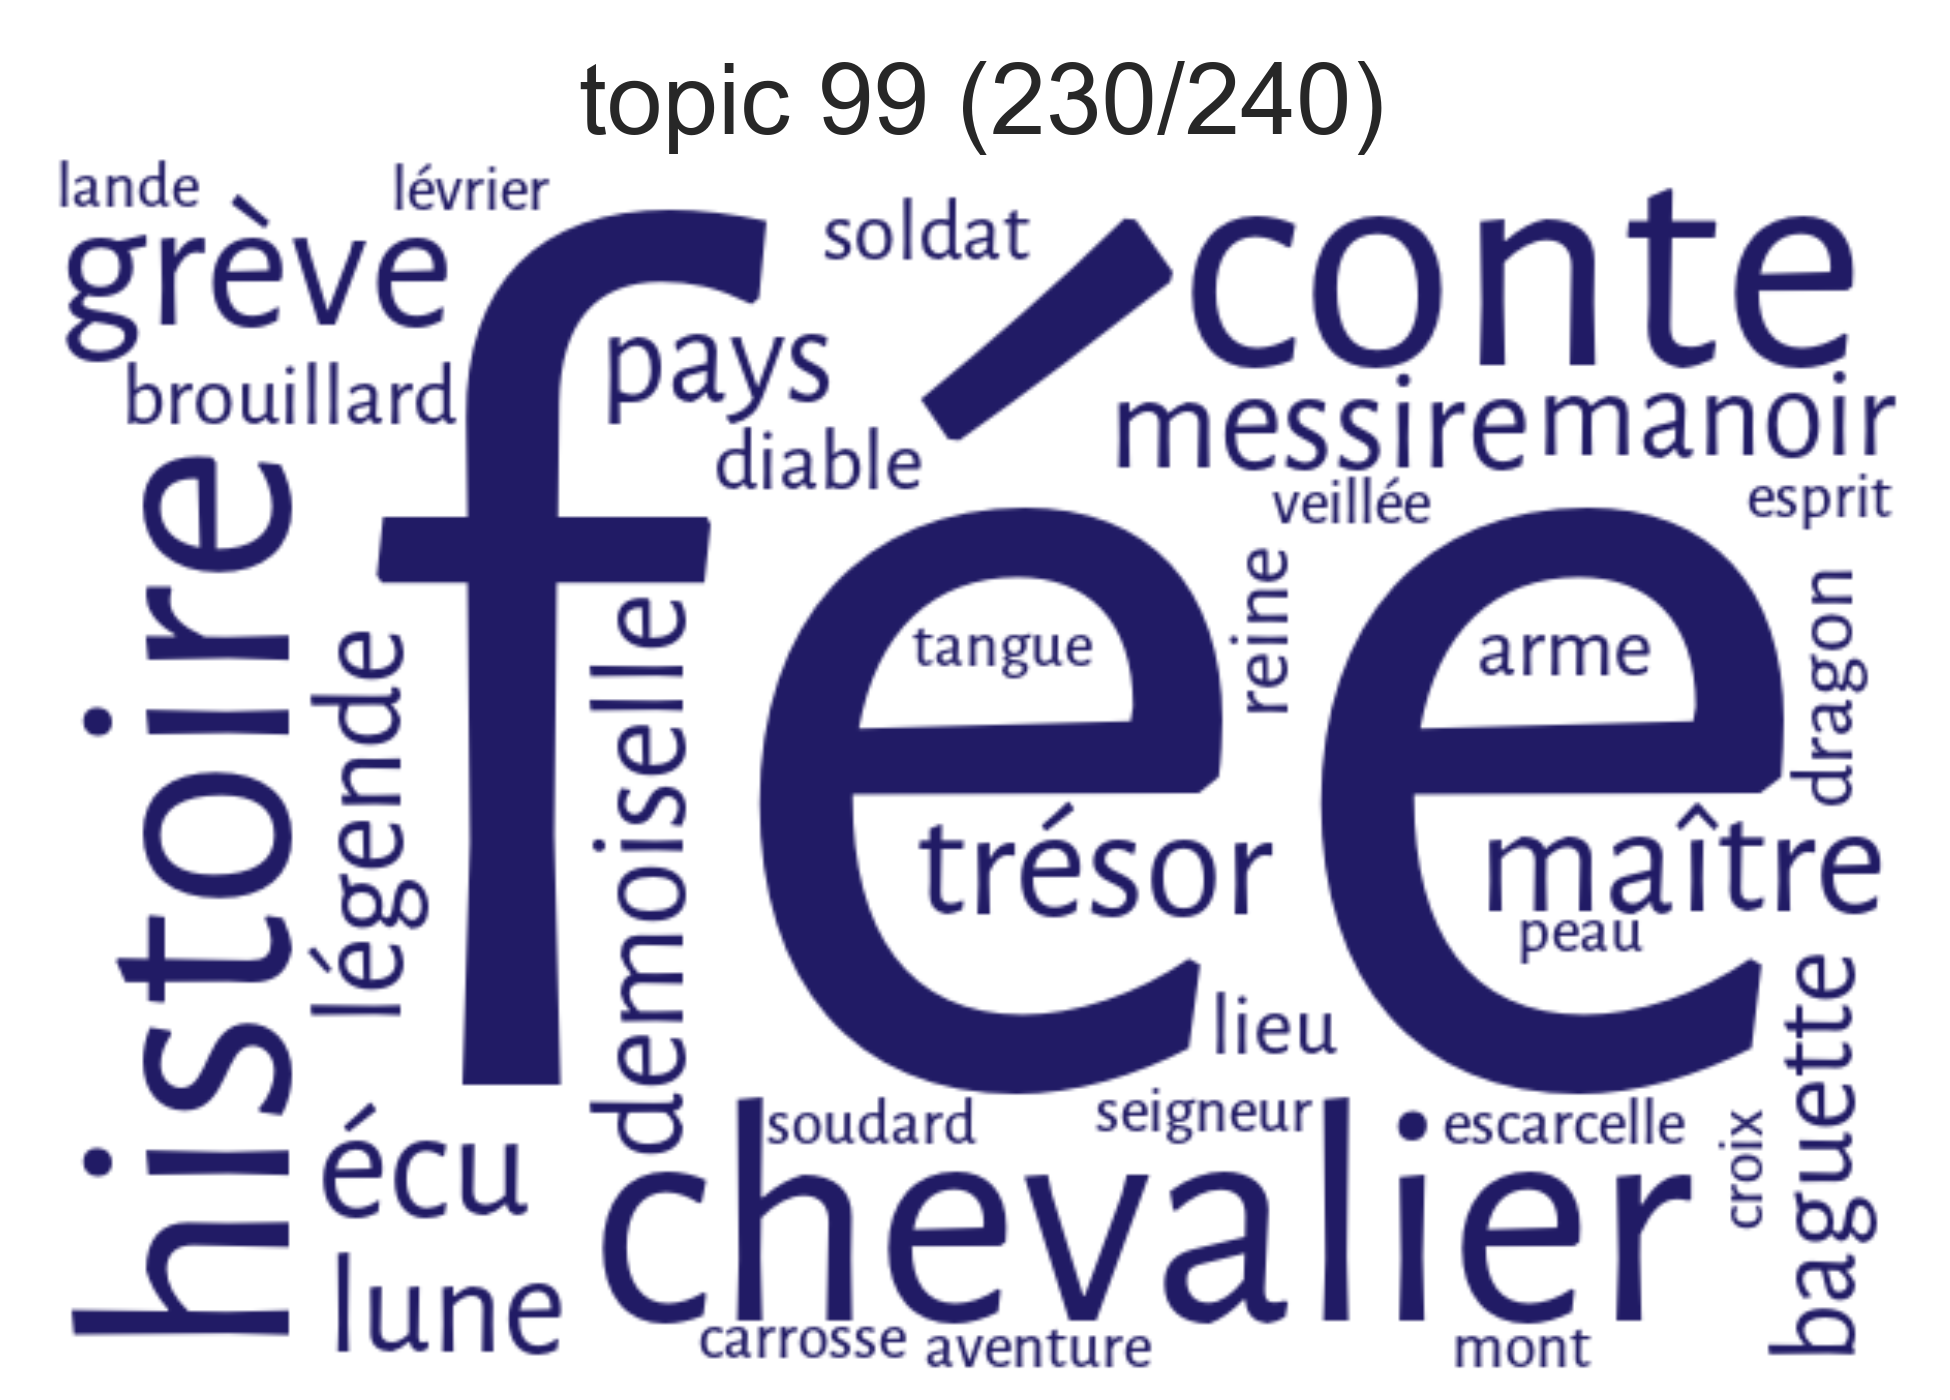 topic 99 (230/240)
lande
lévrier
soldat
conte
grève
pays
brouillard
diable
messire
manoir
veillée
esprit
fée
histoire
légende
demoiselle
tangue
reine
arme
dragon
trésor
maître
peau
lieu
baguette
écu
soudard
seigneur
escarcelle
croix
chevalier
lune
carrosse
aventure
mont